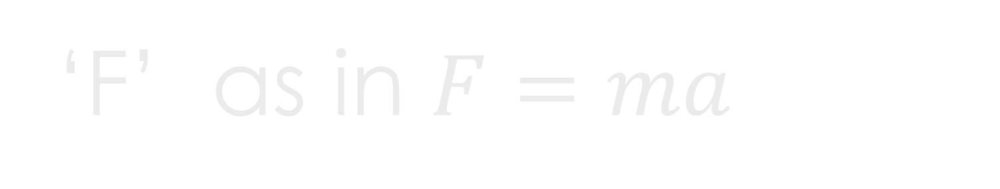 ‘F’ as in F = ma